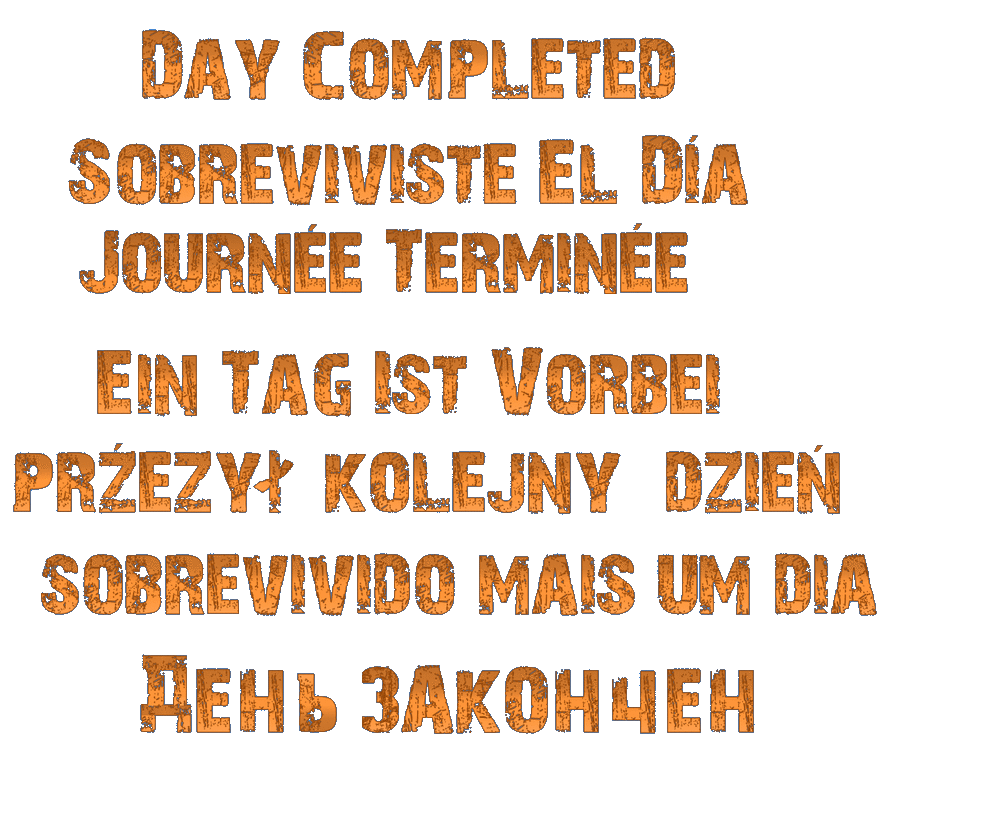 Day Completed
Sobreviviste El Día
Journée Terminée
Ein Tag Ist Vorbei
PRŹEZYŁ KOLEJNY DZIEŃ
SOBREVIVIDO MAIS UM DIA
День закончен